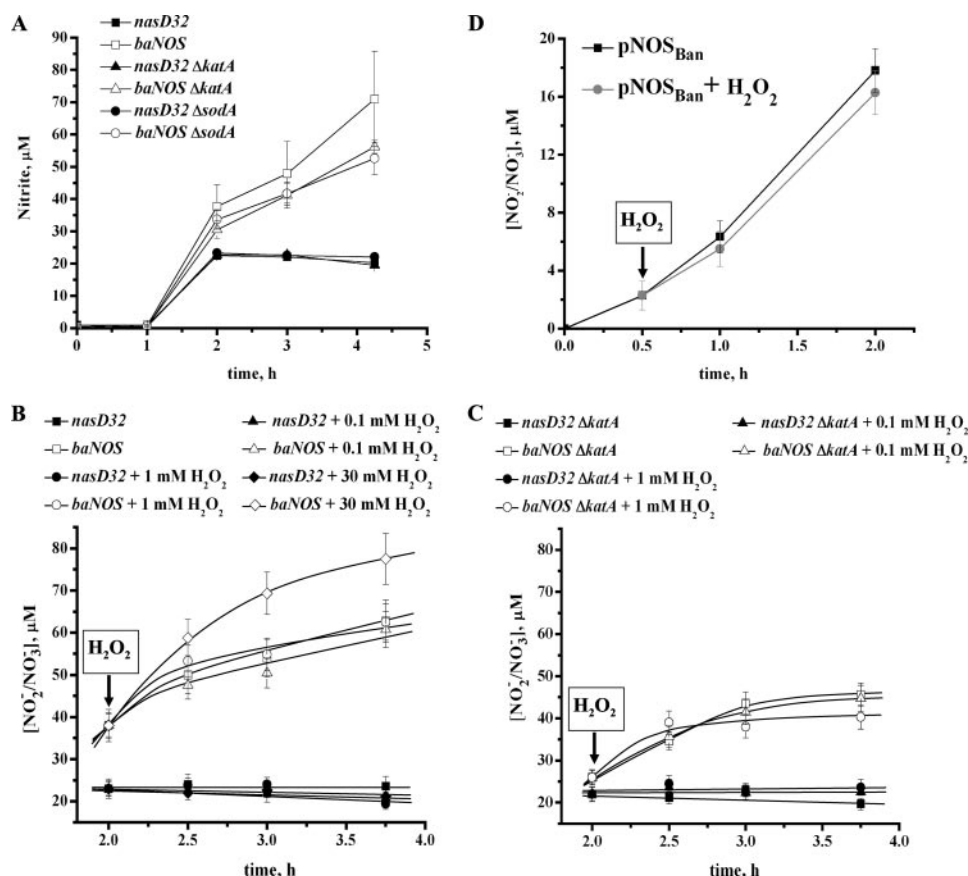 A
nasD32
baNOS
nasD32 ΔkatA
baNOS ΔkatA
nasD32 ΔsodA
baNOS ΔsodA
Nitrite, μM
90
80
70
60
50
40
30
20
10
0
0 1 2 3 4 5
time, h
D
pNOS_Ban
pNOS_Ban + H₂O₂
[NO₂⁻/NO₃⁻], μM
20
16
12
8
4
0
H₂O₂
0.0 0.5 1.0 1.5 2.0
time, h
B
nasD32
baNOS
nasD32 + 1 mM H₂O₂
baNOS + 1 mM H₂O₂
nasD32 + 0.1 mM H₂O₂
baNOS + 0.1 mM H₂O₂
nasD32 + 30 mM H₂O₂
baNOS + 30 mM H₂O₂
[NO₂⁻/NO₃⁻], μM
80
70
60
50
40
30
20
H₂O₂
2.0 2.5 3.0 3.5 4.0
time, h
C
nasD32 ΔkatA
baNOS ΔkatA
nasD32 ΔkatA + 1 mM H₂O₂
baNOS ΔkatA + 1 mM H₂O₂
nasD32 ΔkatA + 0.1 mM H₂O₂
baNOS ΔkatA + 0.1 mM H₂O₂
[NO₂⁻/NO₃⁻], μM
80
70
60
50
40
30
20
H₂O₂
2.0 2.5 3.0 3.5 4.0
time, h